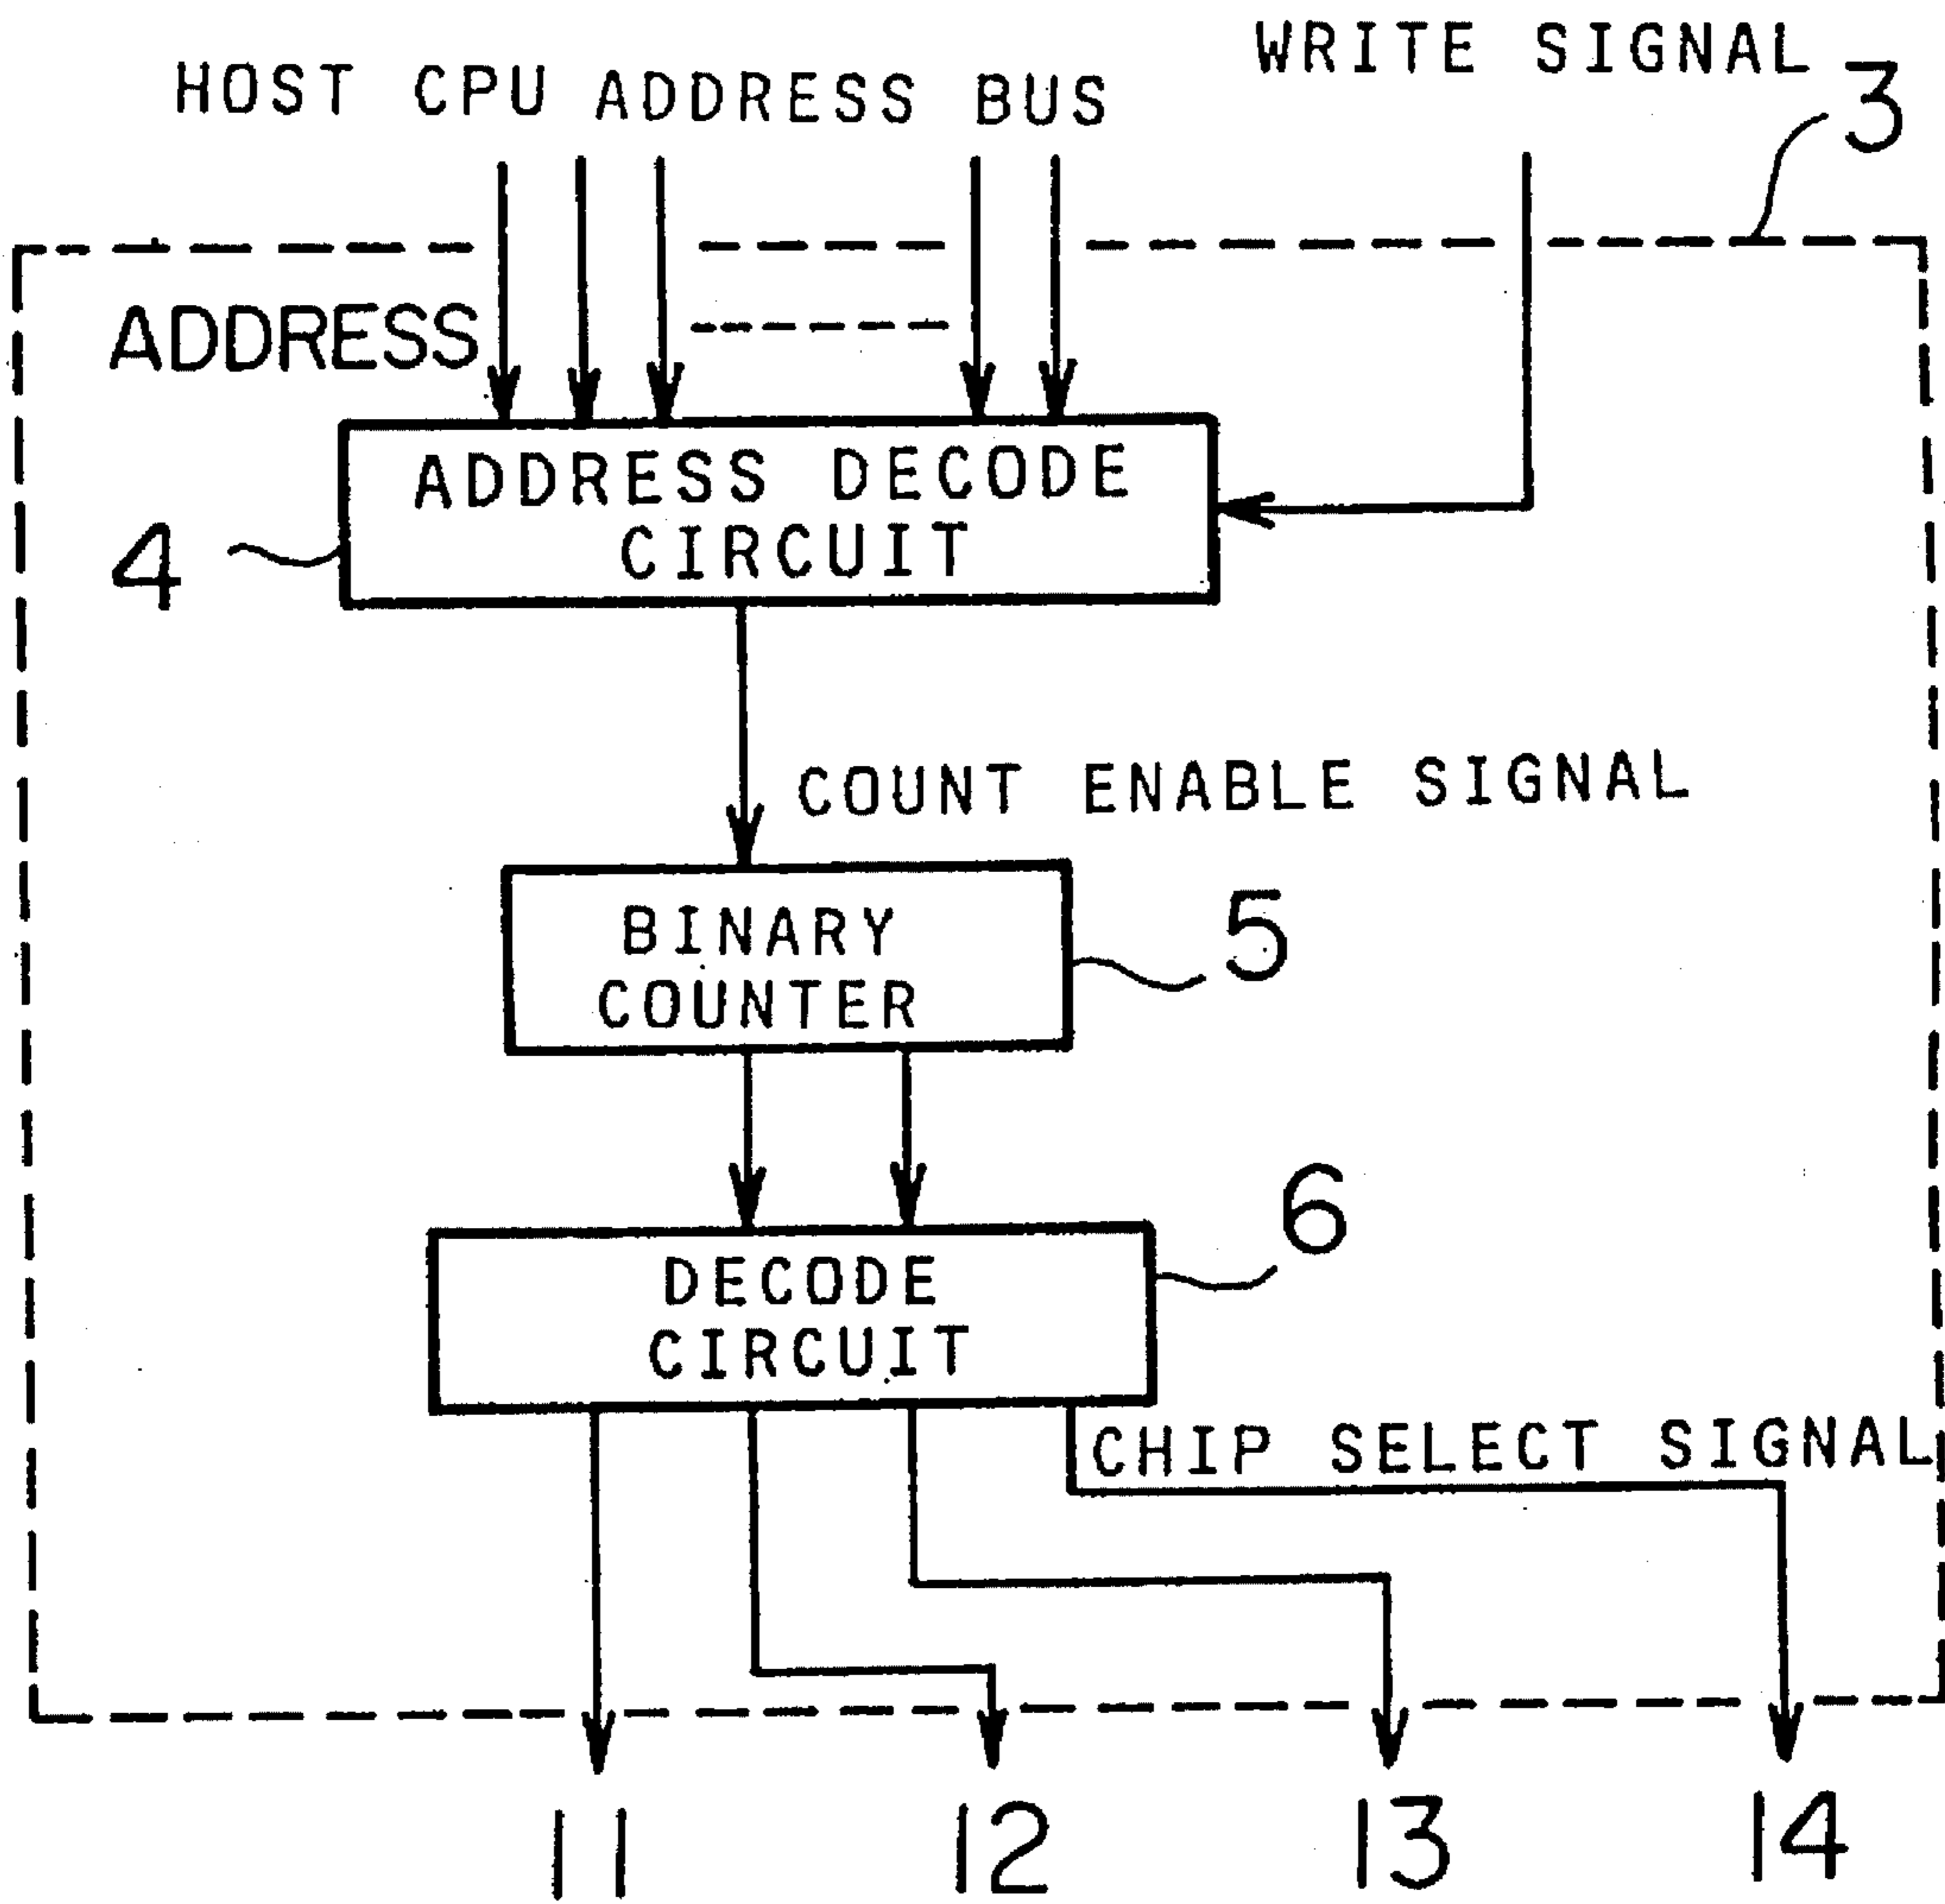 WRITE SIGNAL
HOST CPU ADDRESS BUS
3
ADDRESS
ADDRESS DECODE
CIRCUIT
4
COUNT ENABLE SIGNAL
BINARY
COUNTER
5
6
DECODE
CIRCUIT
CHIP SELECT SIGNAL
11
12
13
14